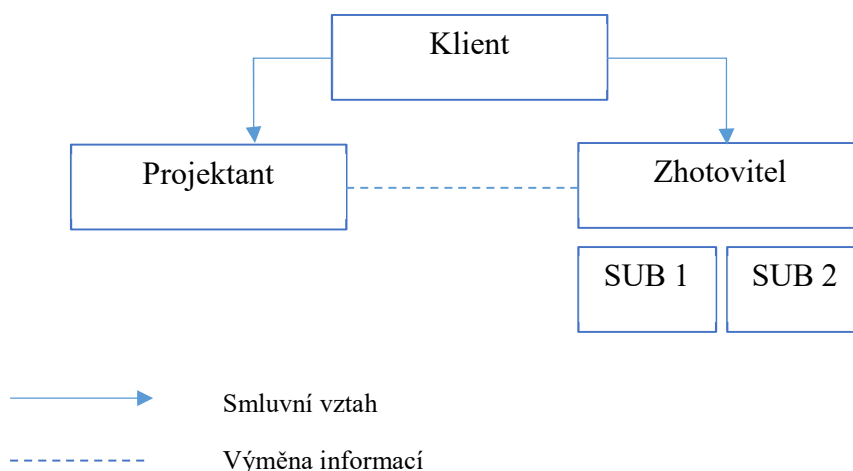 Klient
Projektant
Zhotovitel
SUB 1
SUB 2
Smluvní vztah
Výměna informací